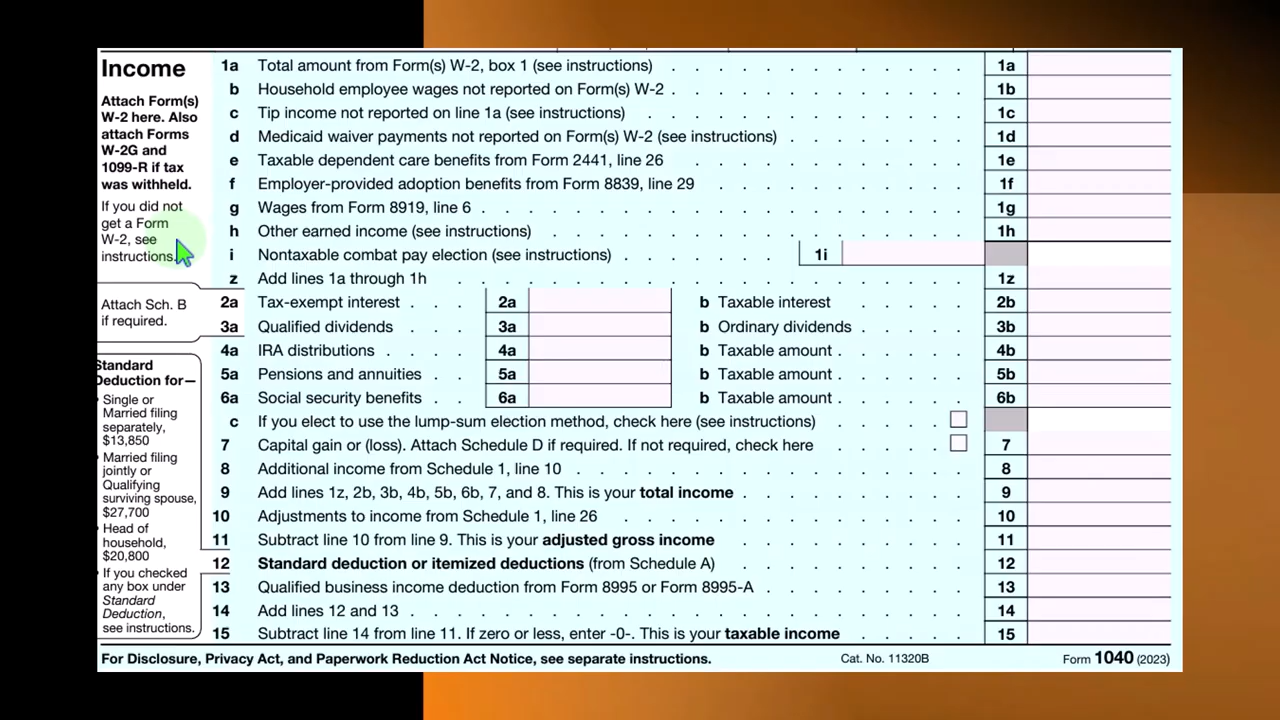 Income
Attach Form(s)
W-2 here. Also
attach Forms
W-2G and
1099-R if tax
was withheld.
If you did not
get a Form
W-2, see
instructions.
1a Total amount from Form(s) W-2, box 1 (see instructions) . . . . . . . . . . . . . 1a
b Household employee wages not reported on Form(s) W-2 . . . . . . . . . . . . . 1b
c Tip income not reported on line 1a (see instructions) . . . . . . . . . . . . . . 1c
d Medicaid waiver payments not reported on Form(s) W-2 (see instructions) . . . . . . . . 1d
e Taxable dependent care benefits from Form 2441, line 26 . . . . . . . . . . . . 1e
f Employer-provided adoption benefits from Form 8839, line 29 . . . . . . . . . . . 1f
g Wages from Form 8919, line 6 . . . . . . . . . . . . . . . . . . . . . 1g
h Other earned income (see instructions) . . . . . . . . . . . . . . . . . . 1h
i Nontaxable combat pay election (see instructions) . . . . . . . 1i
z Add lines 1a through 1h . . . . . . . . . . . . . . . . . . . . . . 1z
Attach Sch. B
if required.
2a Tax-exempt interest . . . 2a b Taxable interest 2b
3a Qualified dividends . . . 3a b Ordinary dividends . . . . . 3b
4a IRA distributions . . . . 4a b Taxable amount . . . . . . 4b
5a Pensions and annuities . . 5a b Taxable amount . . . . . . 5b
6a Social security benefits . . 6a b Taxable amount . . . . . . 6b
c If you elect to use the lump-sum election method, check here (see instructions) . . . . .
7 Capital gain or (loss). Attach Schedule D if required. If not required, check here . . . . . 7
8 Additional income from Schedule 1, line 10 . . . . . . . . . . . . . . . . . 8
9 Add lines 1z, 2b, 3b, 4b, 5b, 6b, 7, and 8. This is your total income . . . . . . . . . . 9
10 Adjustments to income from Schedule 1, line 26 . . . . . . . . . . . . . . . 10
11 Subtract line 10 from line 9. This is your adjusted gross income . . . . . . . . . . 11
12 Standard deduction or itemized deductions (from Schedule A) . . . . . . . . . . 12
13 Qualified business income deduction from Form 8995 or Form 8995-A . . . . . . . . . 13
14 Add lines 12 and 13 . . . . . . . . . . . . . . . . . . . . . . . . 14
15 Subtract line 14 from line 11. If zero or less, enter -0-. This is your taxable income . . . . . 15
Standard
Deduction for—
• Single or
Married filing
separately,
$13,850
• Married filing
jointly or
Qualifying
surviving spouse,
$27,700
• Head of
household,
$20,800
• If you checked
any box under
Standard
Deduction,
see instructions.
For Disclosure, Privacy Act, and Paperwork Reduction Act Notice, see separate instructions. Cat. No. 11320B Form 1040 (2023)